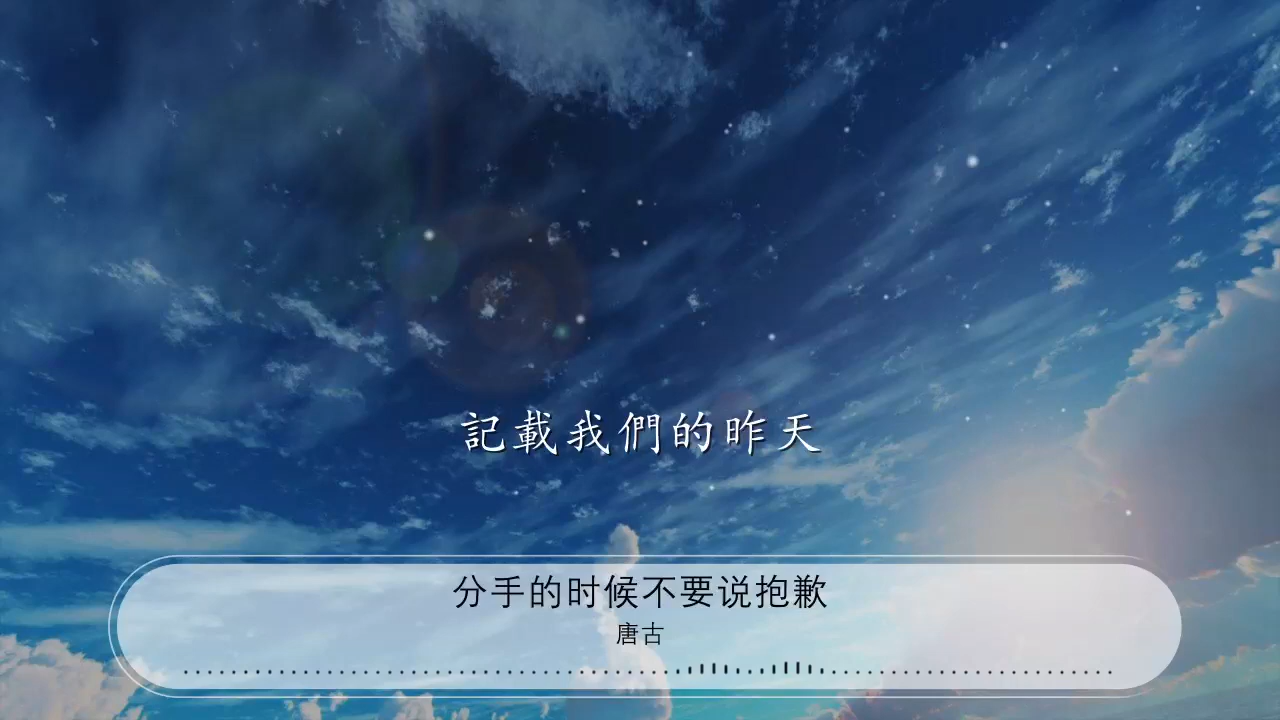 記載我們的昨天
分手的时候不要说抱歉
唐古